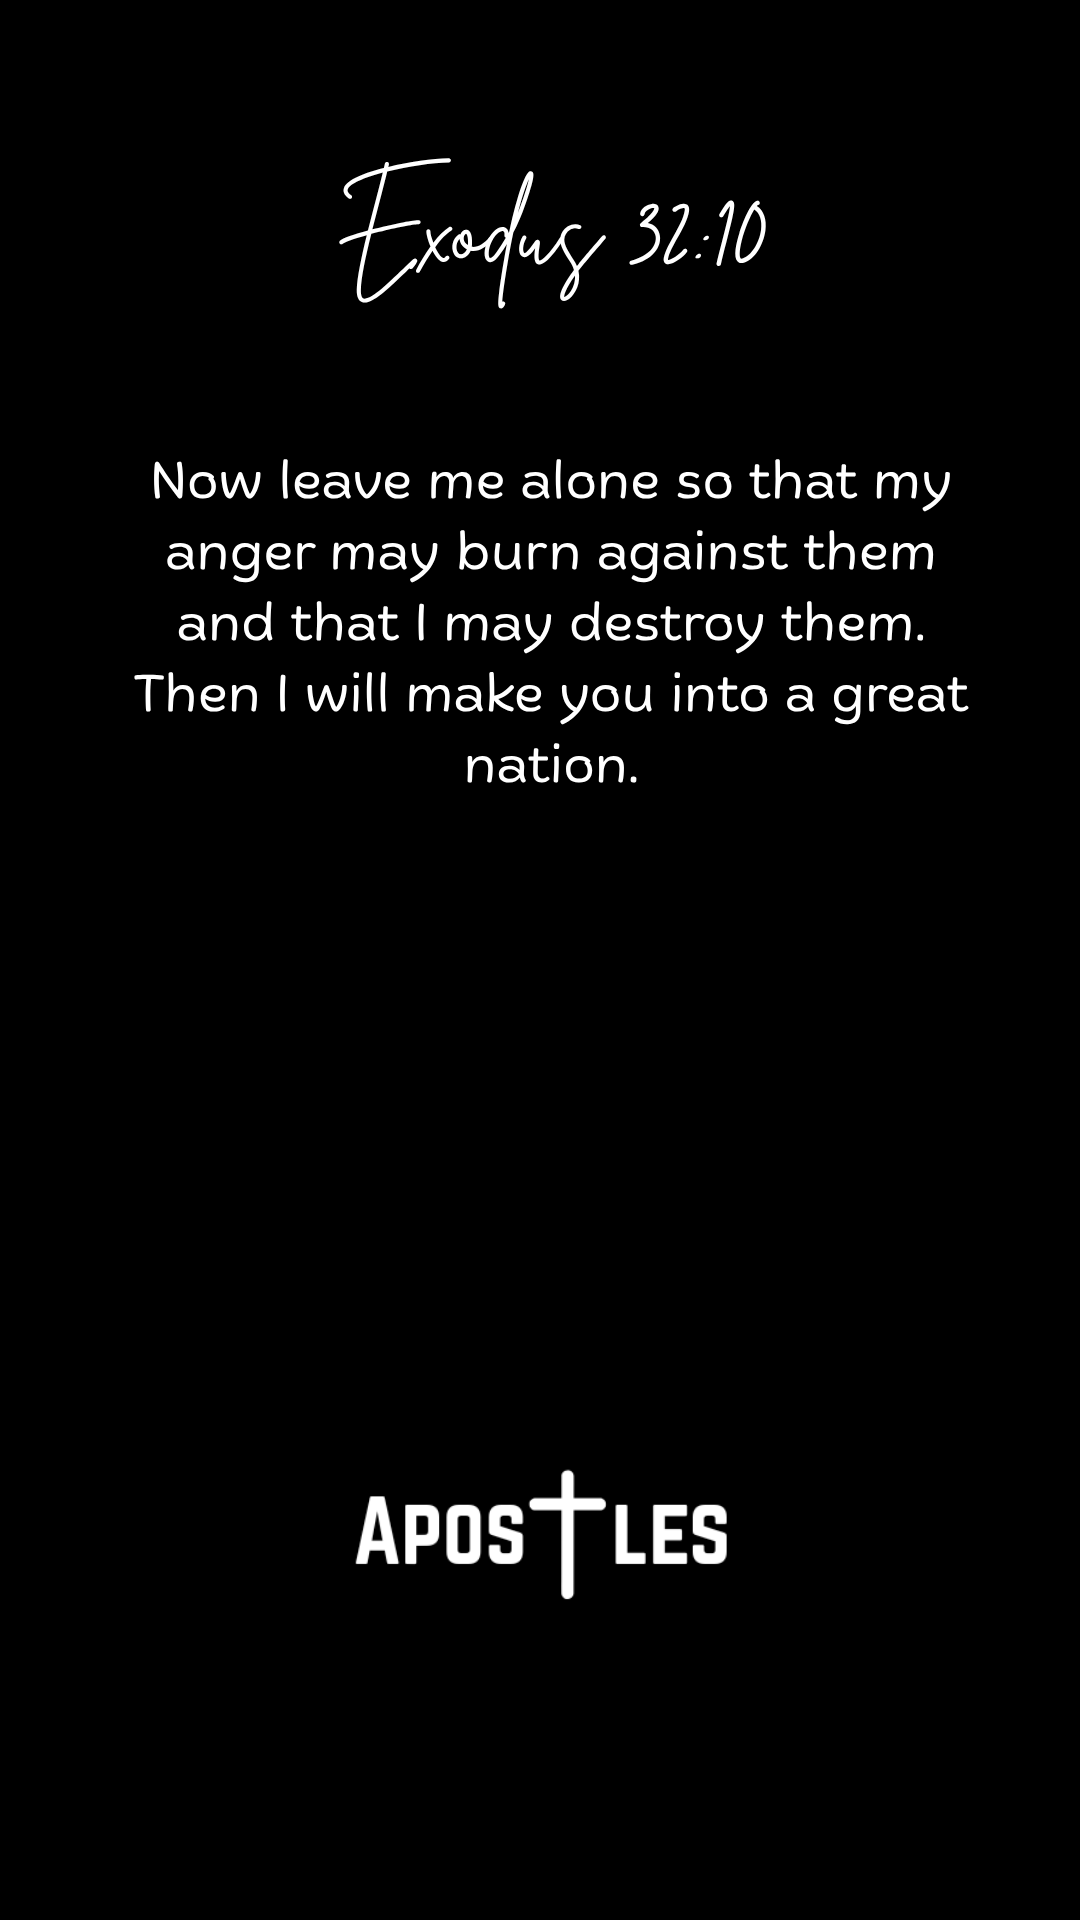 Exodus 32:10
Now leave me alone so that my
anger may burn against them
and that I may destroy them.
Then I will make you into a great
nation.
APOSTLES